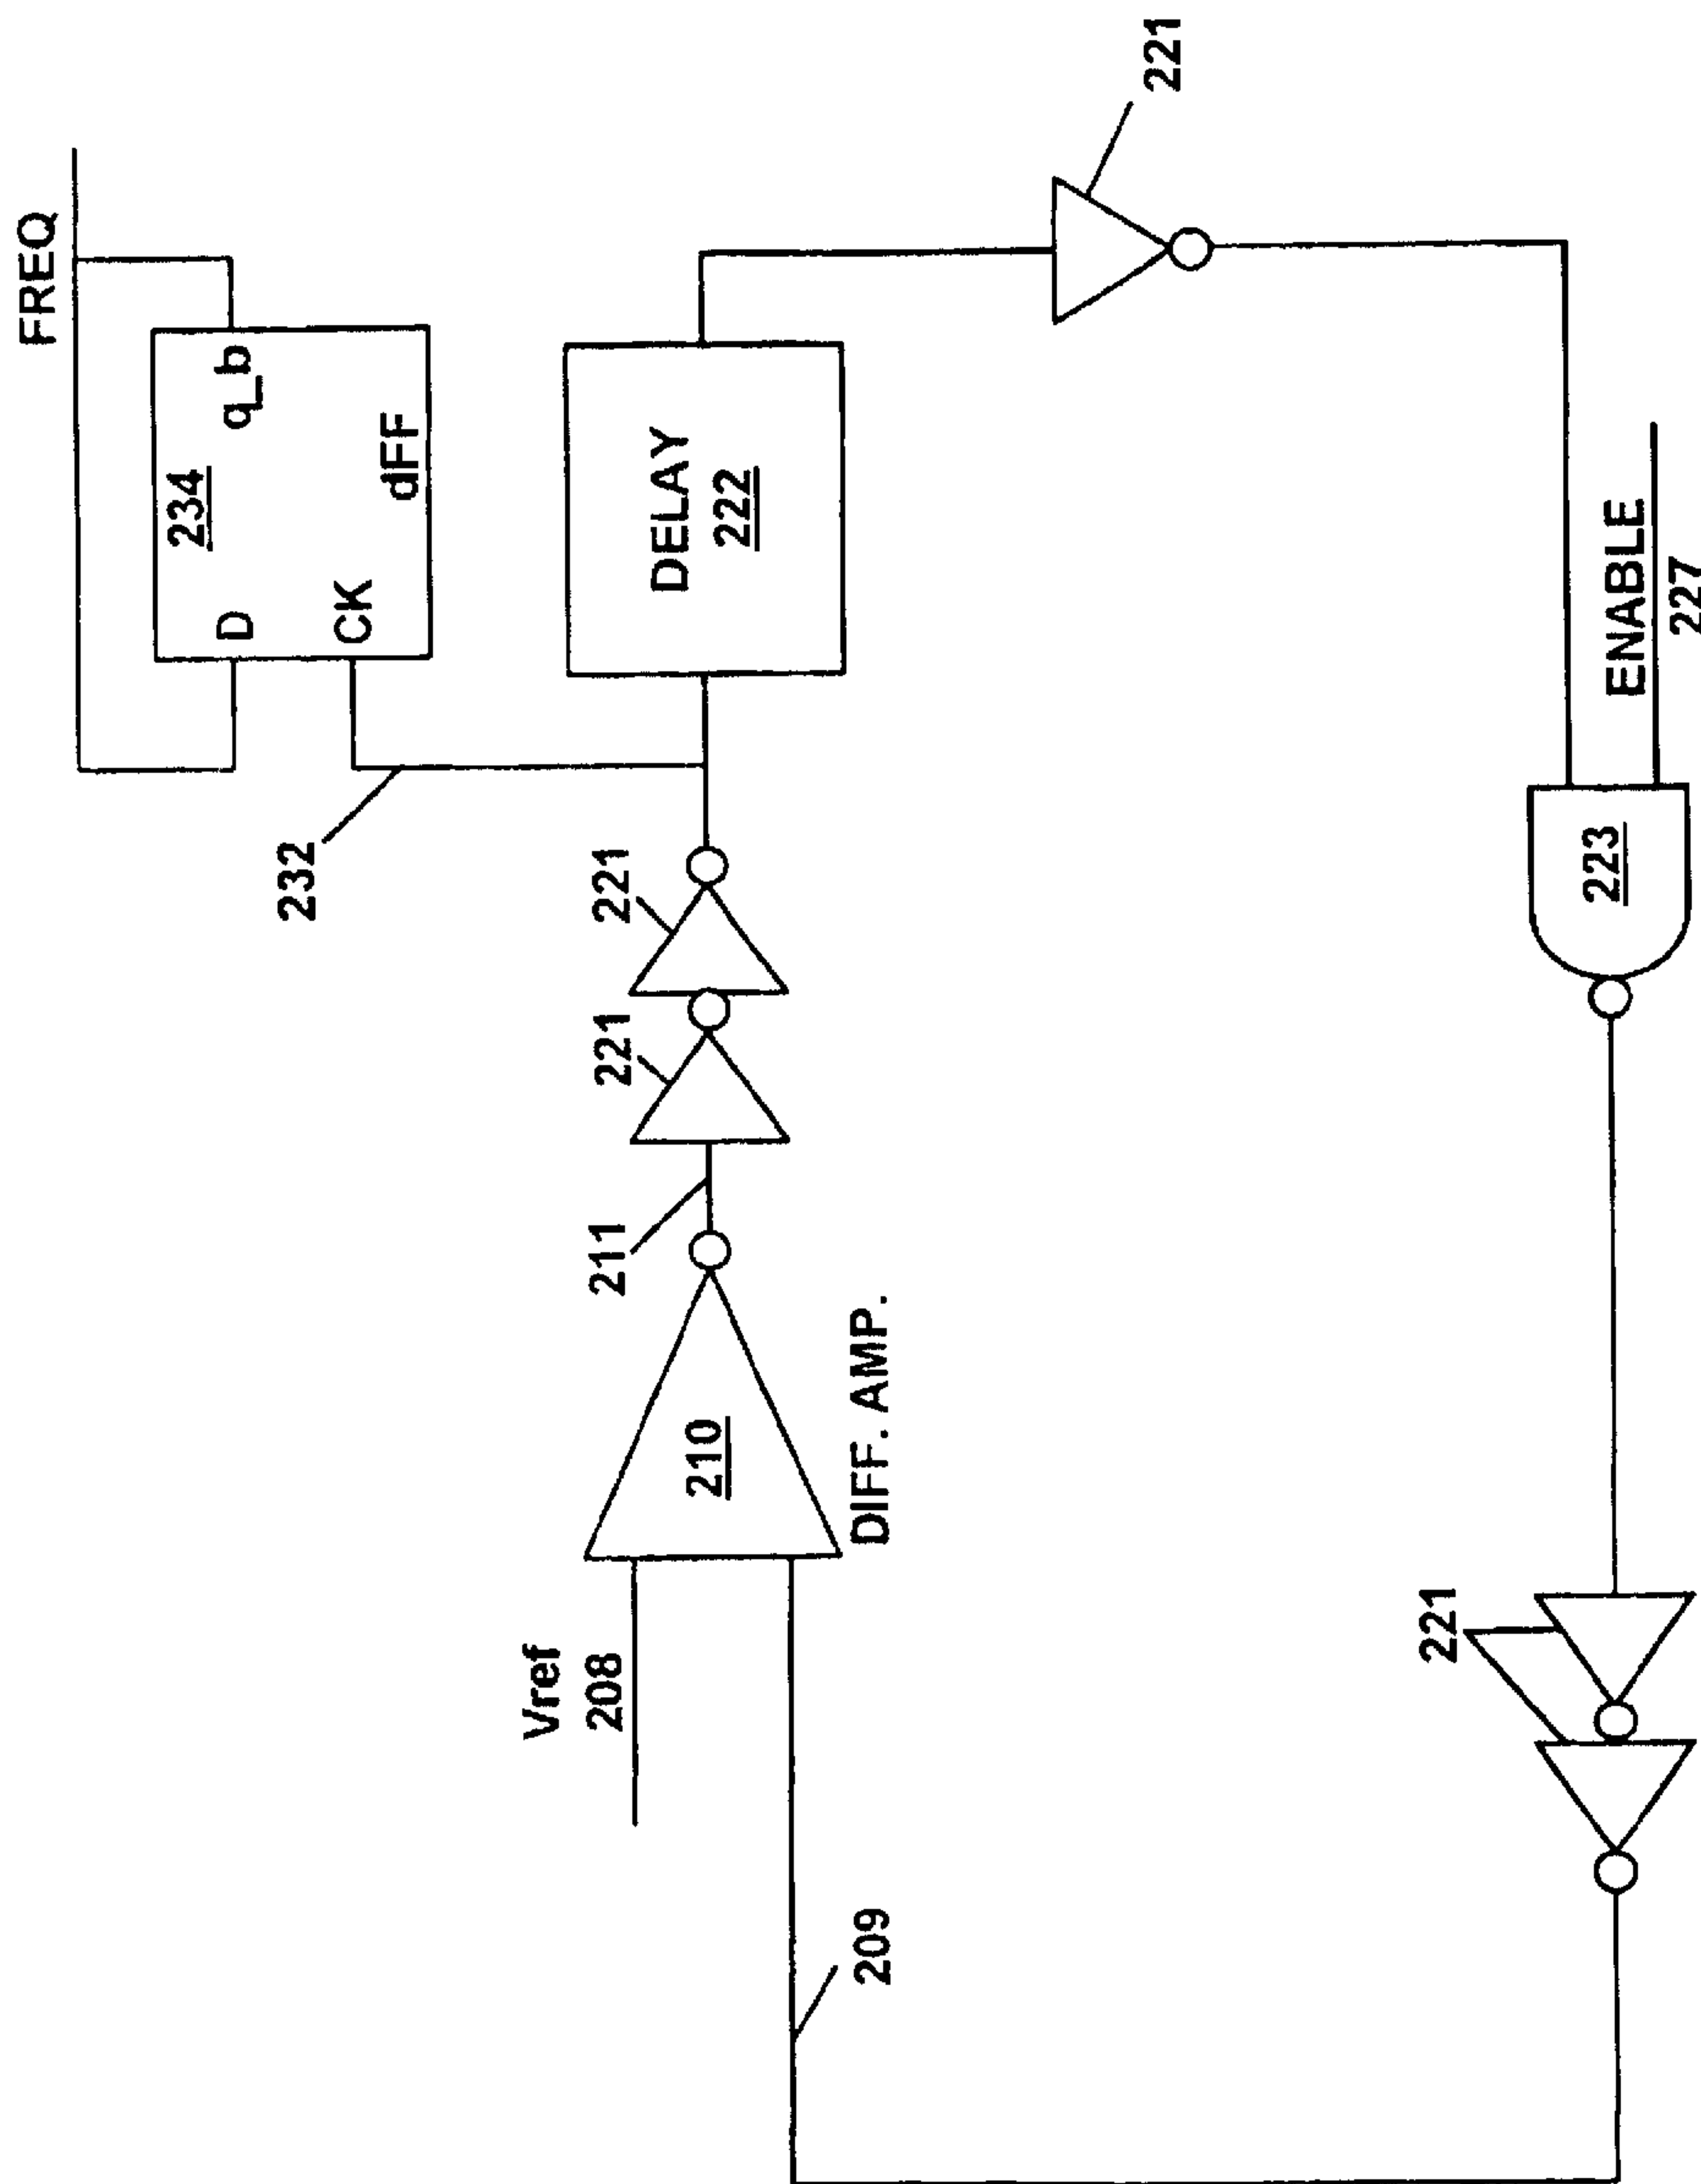 FREQ
234
D
q_b
CK
dFF
232
DELAY
222
221
221
221
211
210
DIFF. AMP.
Vref
208
209
ENABLE
227
223
221